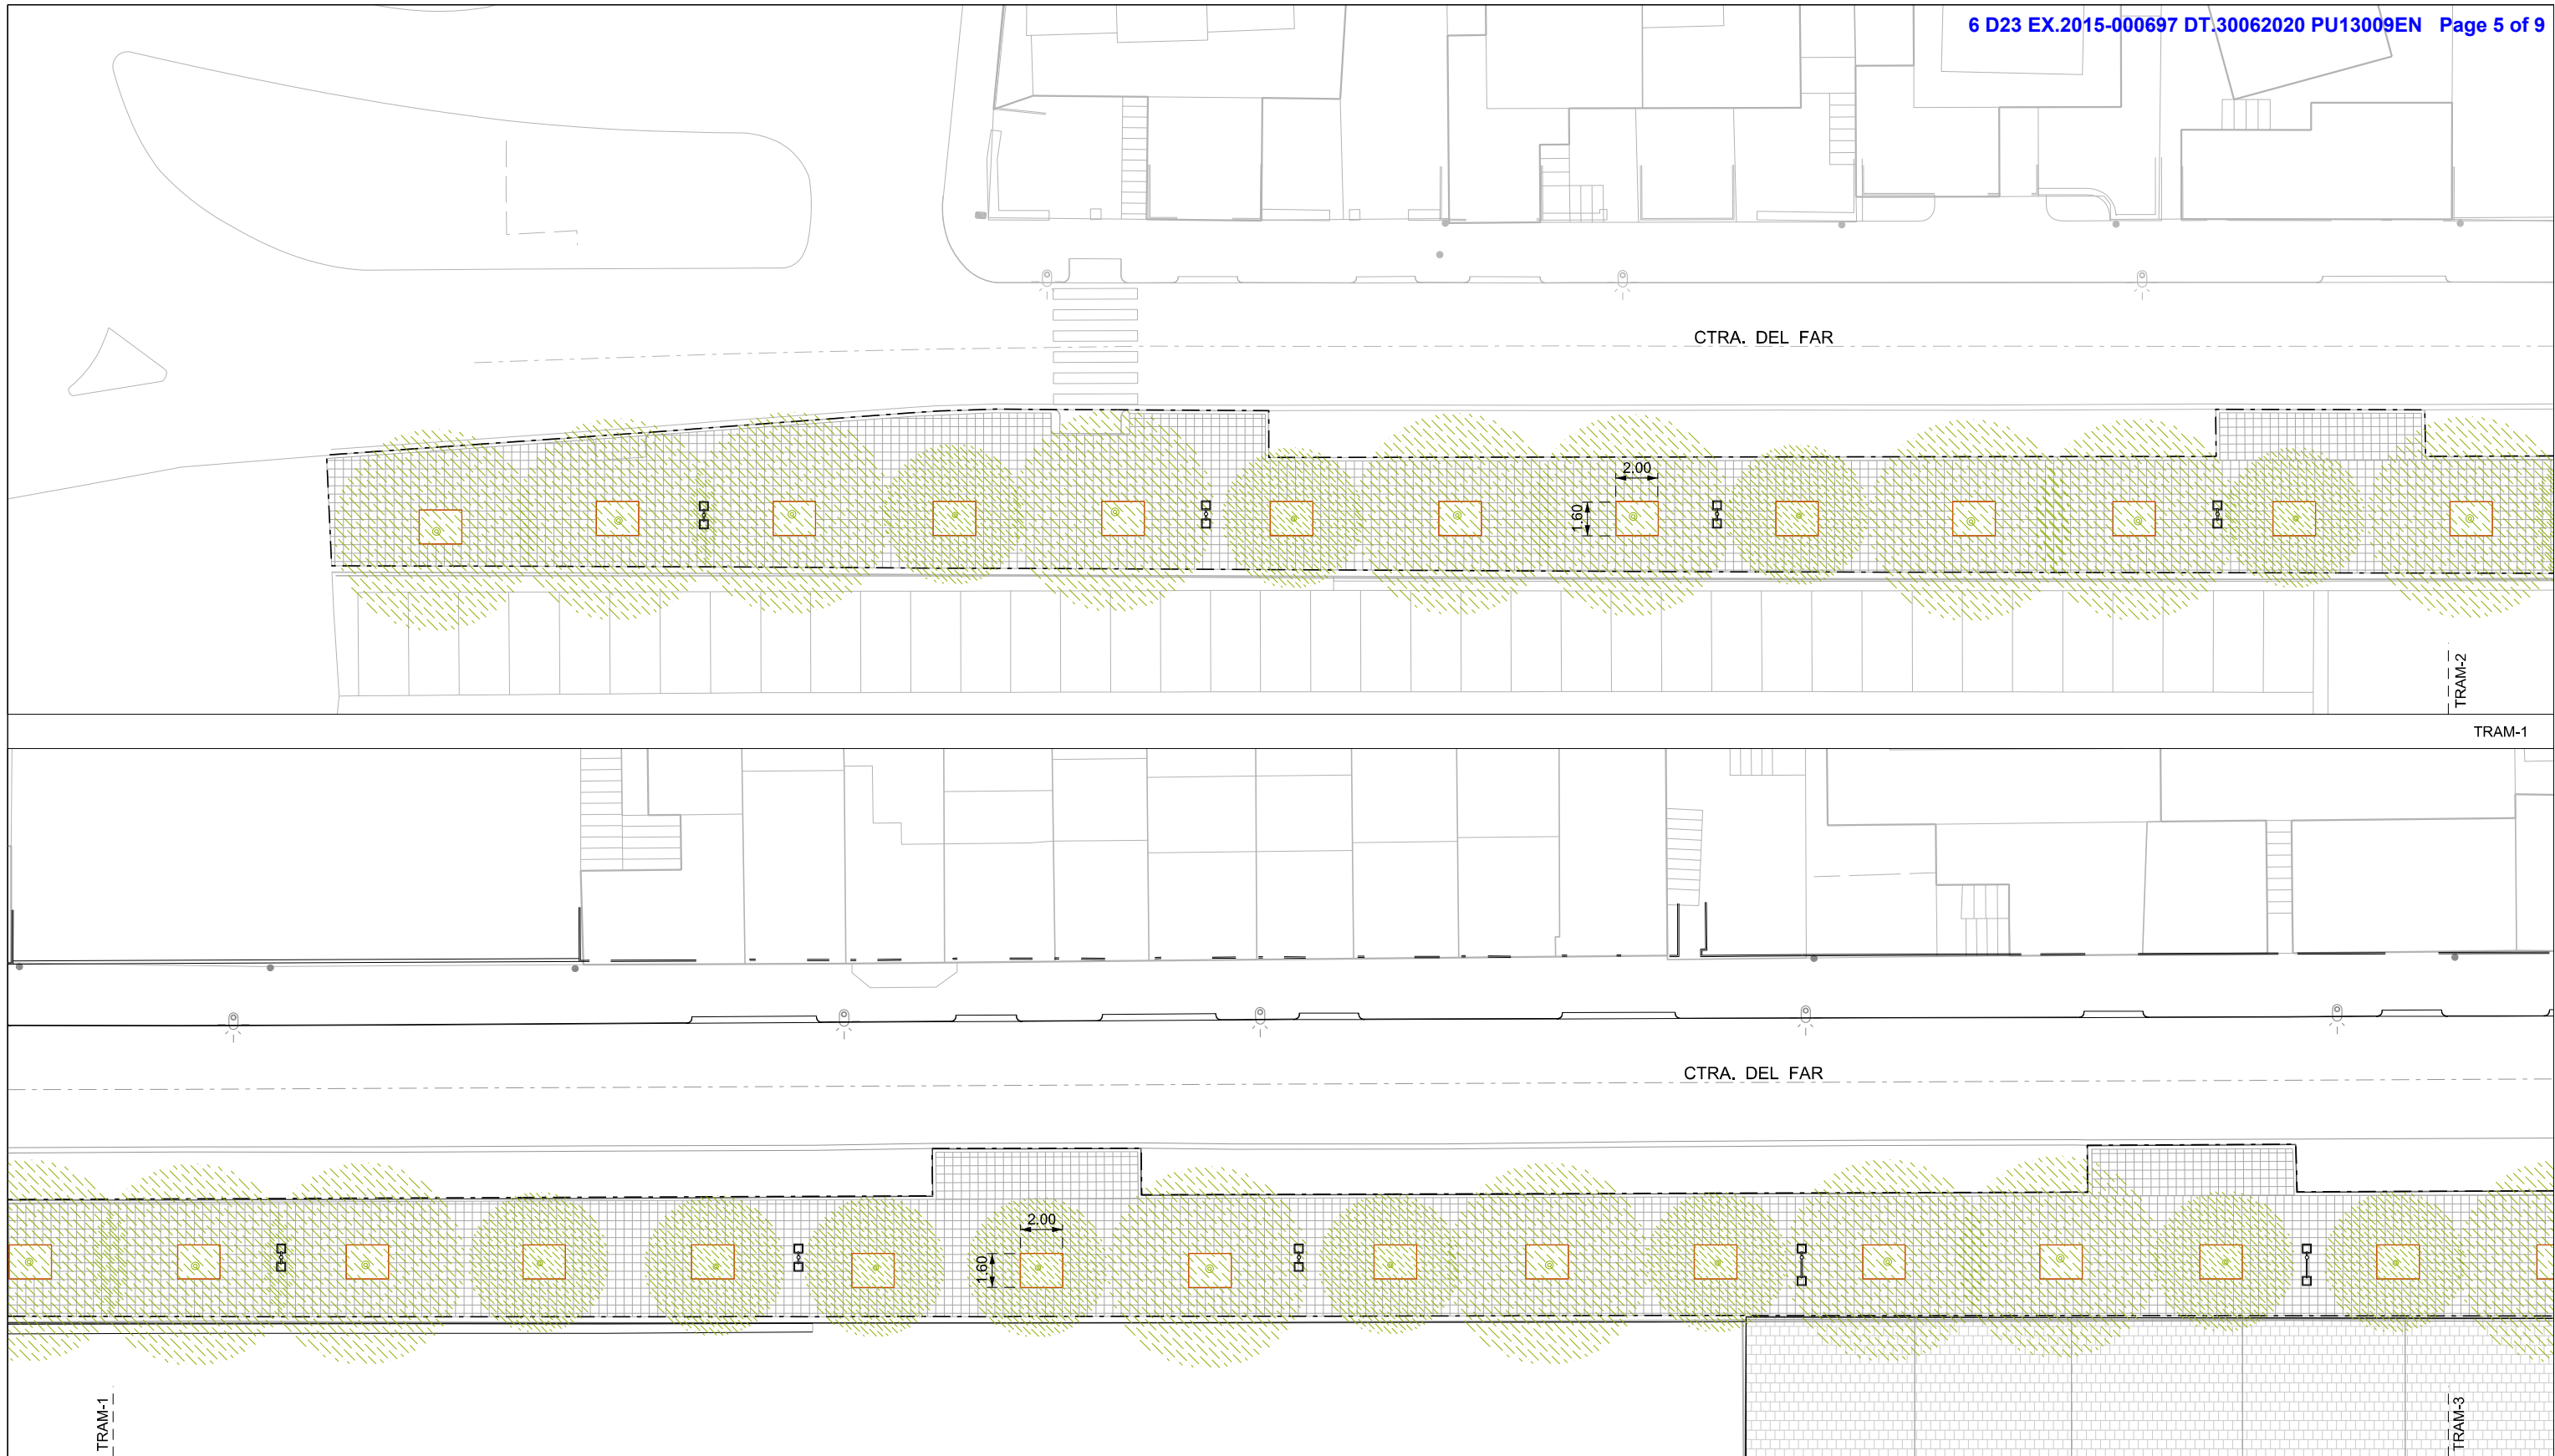 6 D23 EX.2015-000697 DT.30062020 PU13009EN Page 5 of 9
CTRA. DEL FAR
2.00
1.60
TRAM-2
TRAM-1
CTRA. DEL FAR
2.00
1.60
TRAM-1
TRAM-3